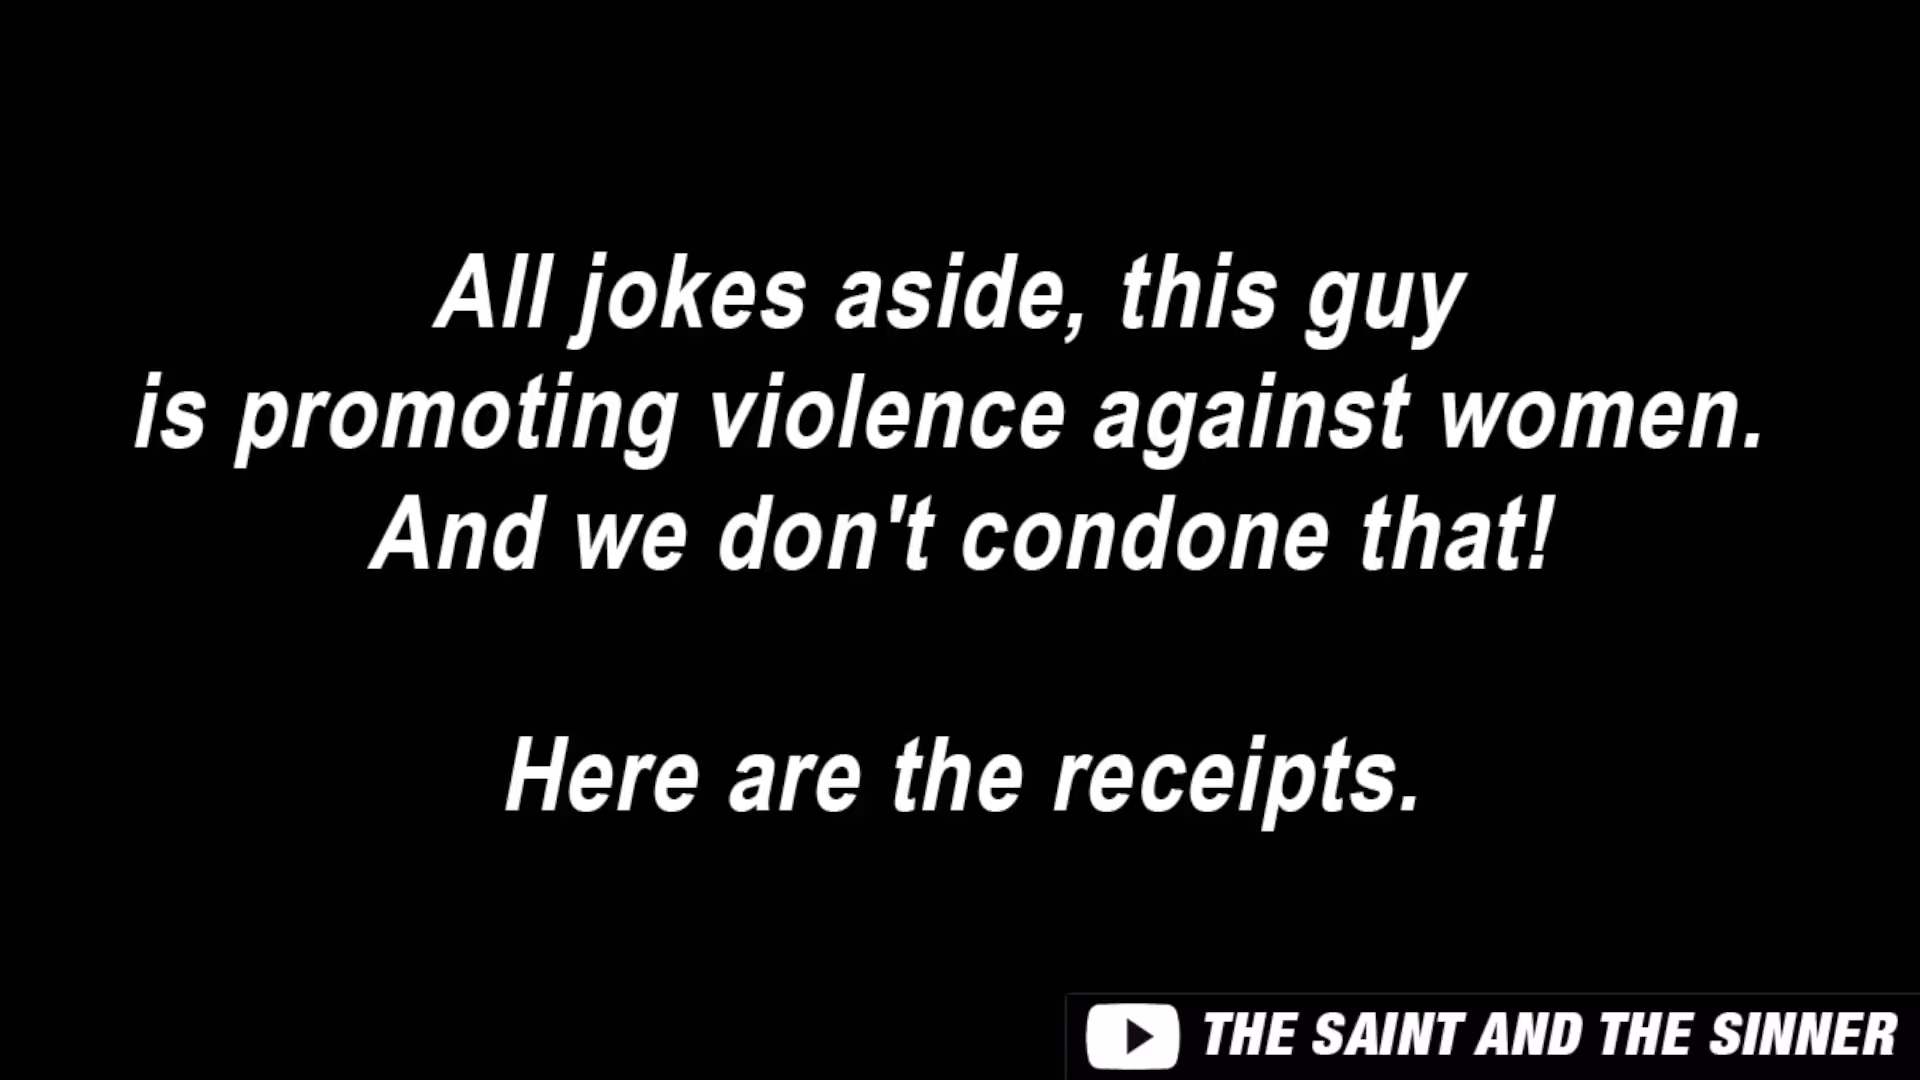 All jokes aside, this guy
is promoting violence against women.
And we don't condone that!
Here are the receipts.
THE SAINT AND THE SINNER